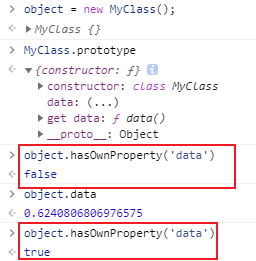 > object = new MyClass();
<· ▶ MyClass {}
> MyClass.prototype
<· ▼ {constructor: ƒ} i
▶ constructor: class MyClass
data: (...)
▶ get data: ƒ data()
▶ __proto__: Object
> object.hasOwnProperty('data')
<· false
> object.data
<· 0.6240806806976575
> object.hasOwnProperty('data')
<· true